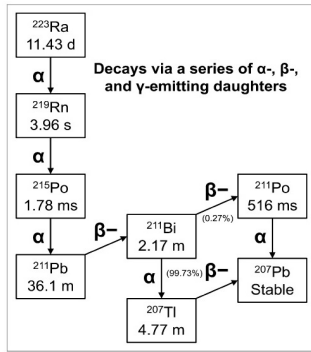 ²²³Ra
11.43 d
α
Decays via a series of α-, β-,
and γ-emitting daughters
²¹⁹Rn
3.96 s
α
²¹⁵Po
1.78 ms
α
²¹¹Pb
36.1 m
β−
²¹¹Bi
2.17 m
β−
(0.27%)
²¹¹Po
516 ms
α
(99.73%)
β−
α
²⁰⁷Tl
4.77 m
²⁰⁷Pb
Stable